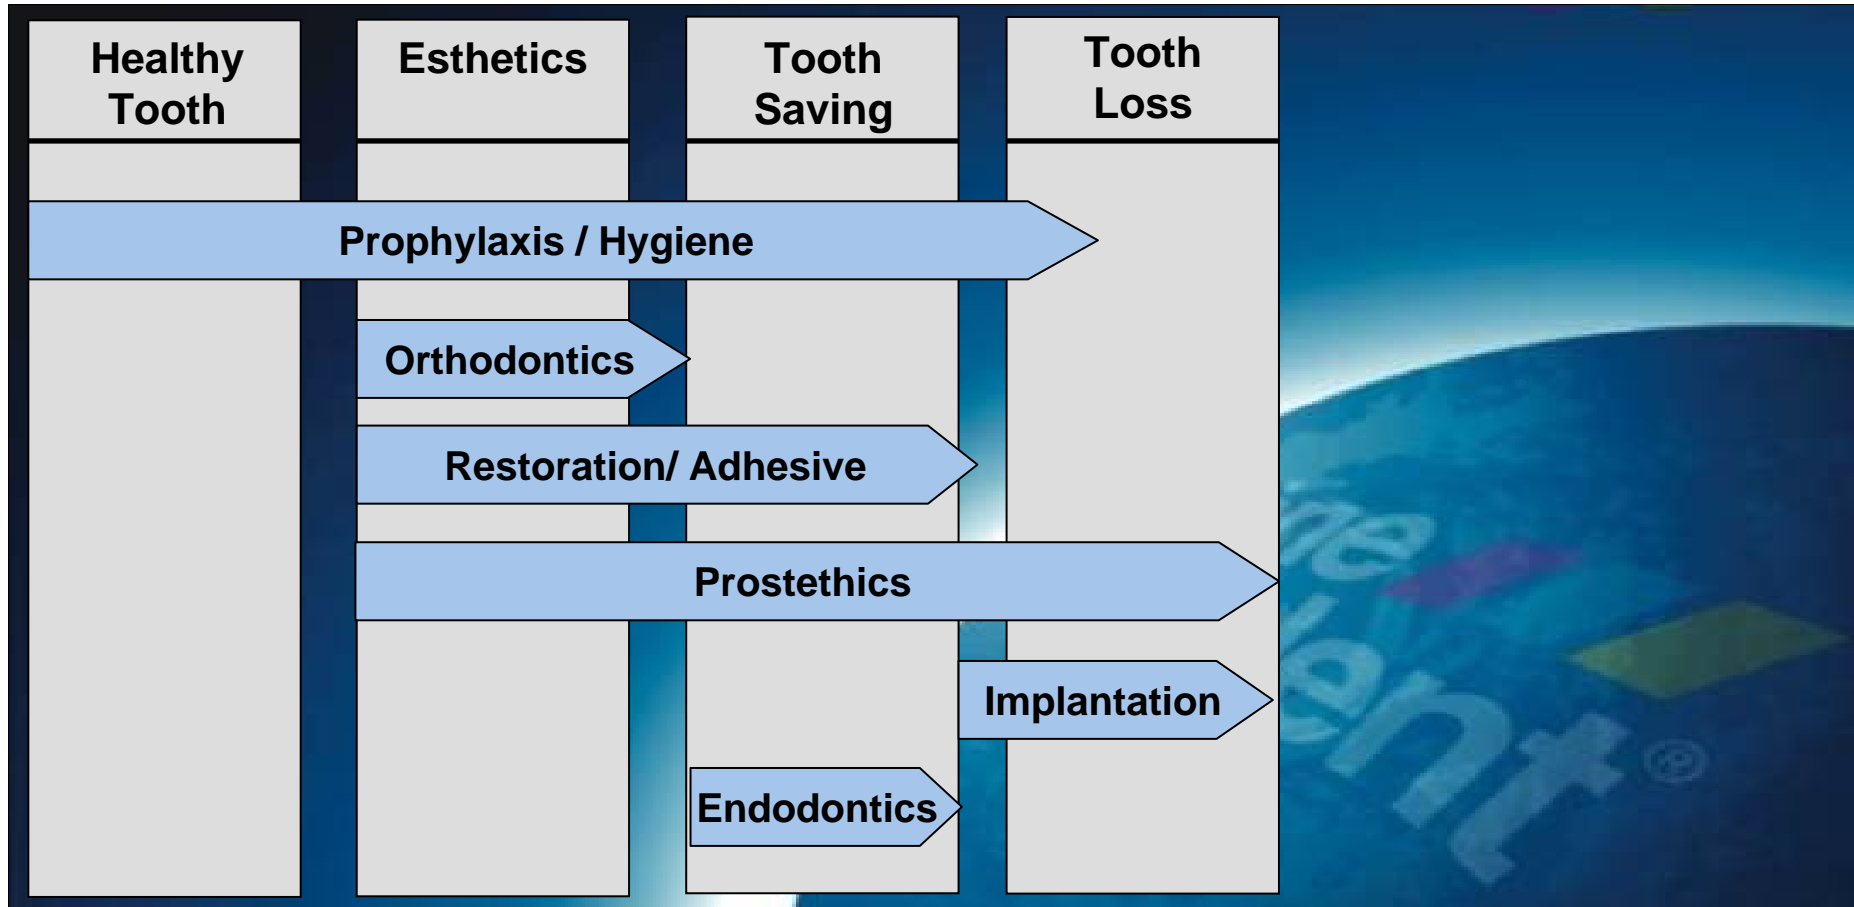 Healthy
Tooth
Esthetics
Tooth
Saving
Tooth
Loss
Prophylaxis / Hygiene
Orthodontics
Restoration/ Adhesive
Prostethics
Implantation
Endodontics